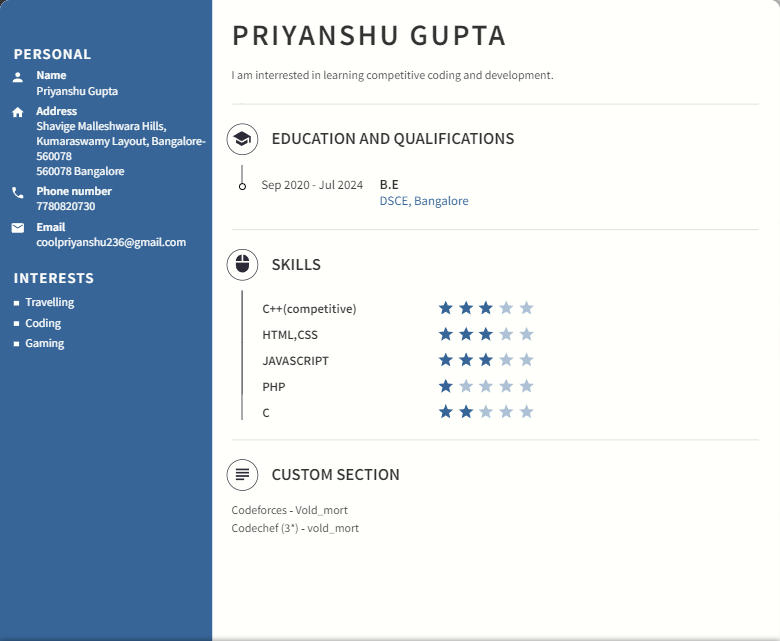 PERSONAL
Name
Priyanshu Gupta
Address
Shavige Malleshwara Hills,
Kumaraswamy Layout, Bangalore-
560078
560078 Bangalore
Phone number
7780820730
Email
coolpriyanshu236@gmail.com
INTERESTS
Travelling
Coding
Gaming
PRIYANSHU GUPTA
I am interrested in learning competitive coding and development.
EDUCATION AND QUALIFICATIONS
Sep 2020 - Jul 2024 B.E
DSCE, Bangalore
SKILLS
C++(competitive)
HTML,CSS
JAVASCRIPT
PHP
C
CUSTOM SECTION
Codeforces - Vold_mort
Codechef (3*) - vold_mort